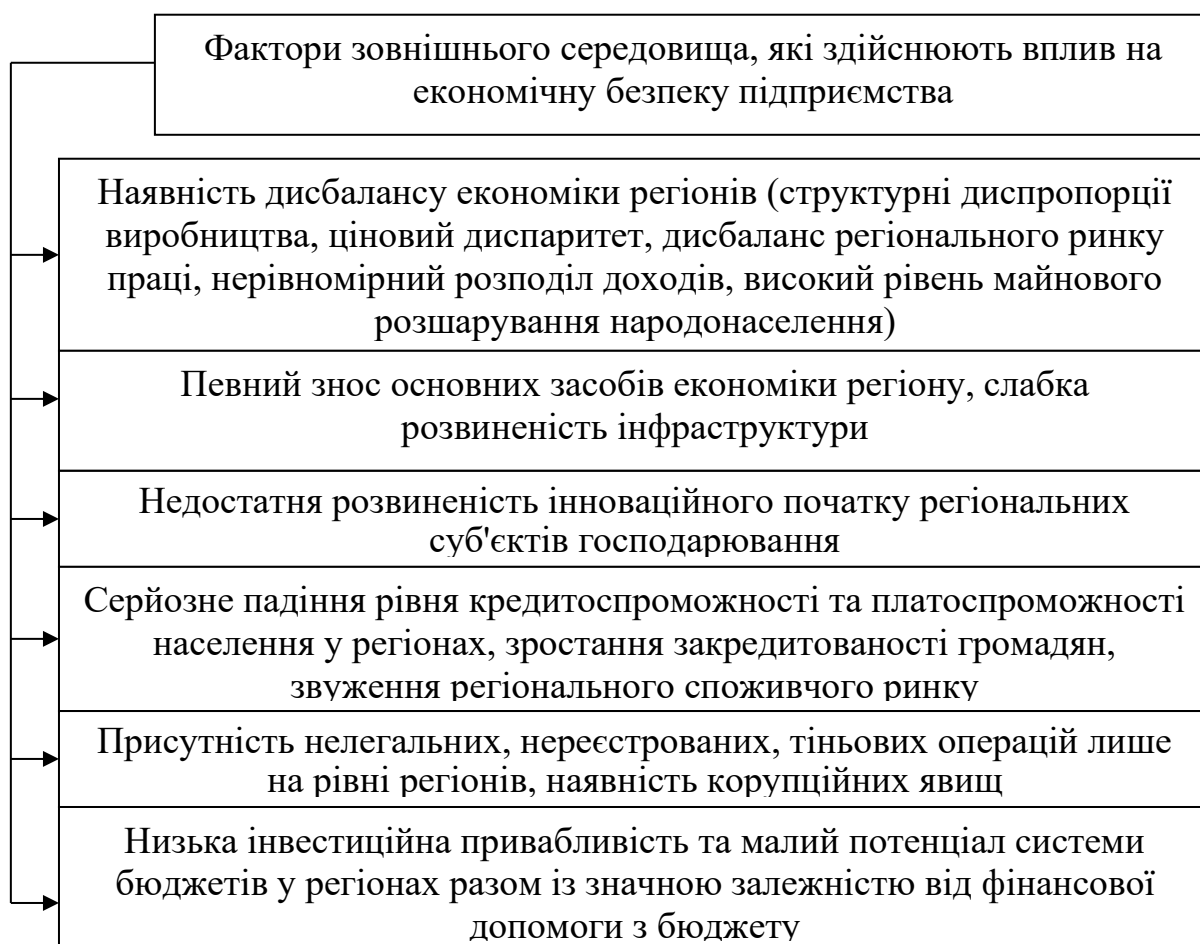 Фактори зовнішнього середовища, які здійснюють вплив на
економічну безпеку підприємства
Наявність дисбалансу економіки регіонів (структурні диспропорції
виробництва, ціновий диспаритет, дисбаланс регіонального ринку
праці, нерівномірний розподіл доходів, високий рівень майнового
розшарування народонаселення)
Певний знос основних засобів економіки регіону, слабка
розвиненість інфраструктури
Недостатня розвиненість інноваційного початку регіональних
суб'єктів господарювання
Серйозне падіння рівня кредитоспроможності та платоспроможності
населення у регіонах, зростання закредитованості громадян,
звуження регіонального споживчого ринку
Присутність нелегальних, нереєстрованих, тіньових операцій лише
на рівні регіонів, наявність корупційних явищ
Низька інвестиційна привабливість та малий потенціал системи
бюджетів у регіонах разом із значною залежністю від фінансової
допомоги з бюджету